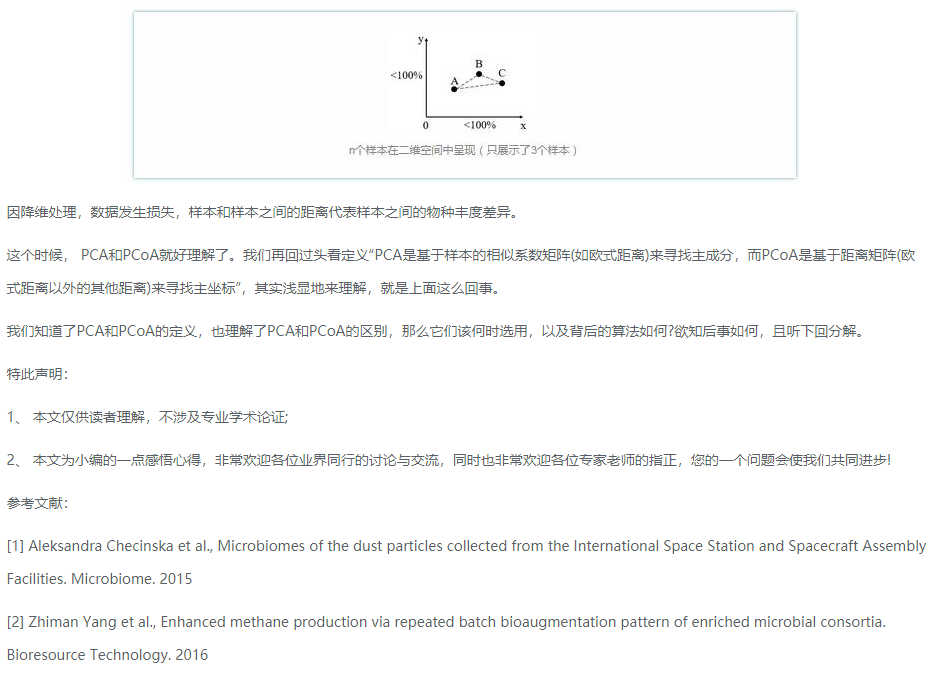 y
B
C
<100%
A
0
<100%
x
n个样本在二维空间中呈现（只展示了3个样本）
因降维处理，数据发生损失，样本和样本之间的距离代表样本之间的物种丰度差异。
这个时候， PCA和PCoA就好理解了。我们再回过头看定义“PCA是基于样本的相似系数矩阵(如欧式距离)来寻找主成分，而PCoA是基于距离矩阵(欧
式距离以外的其他距离)来寻找主坐标”，其实浅显地来理解，就是上面这么回事。
我们知道了PCA和PCoA的定义，也理解了PCA和PCoA的区别，那么它们该何时选用，以及背后的算法如何?欲知后事如何，且听下回分解。
特此声明：
1、 本文仅供读者理解，不涉及专业学术论证;
2、 本文为小编的一点感悟心得，非常欢迎各位业界同行的讨论与交流，同时也非常欢迎各位专家老师的指正，您的一个问题会使我们共同进步!
参考文献：
[1] Aleksandra Checinska et al., Microbiomes of the dust particles collected from the International Space Station and Spacecraft Assembly
Facilities. Microbiome. 2015
[2] Zhiman Yang et al., Enhanced methane production via repeated batch bioaugmentation pattern of enriched microbial consortia.
Bioresource Technology. 2016